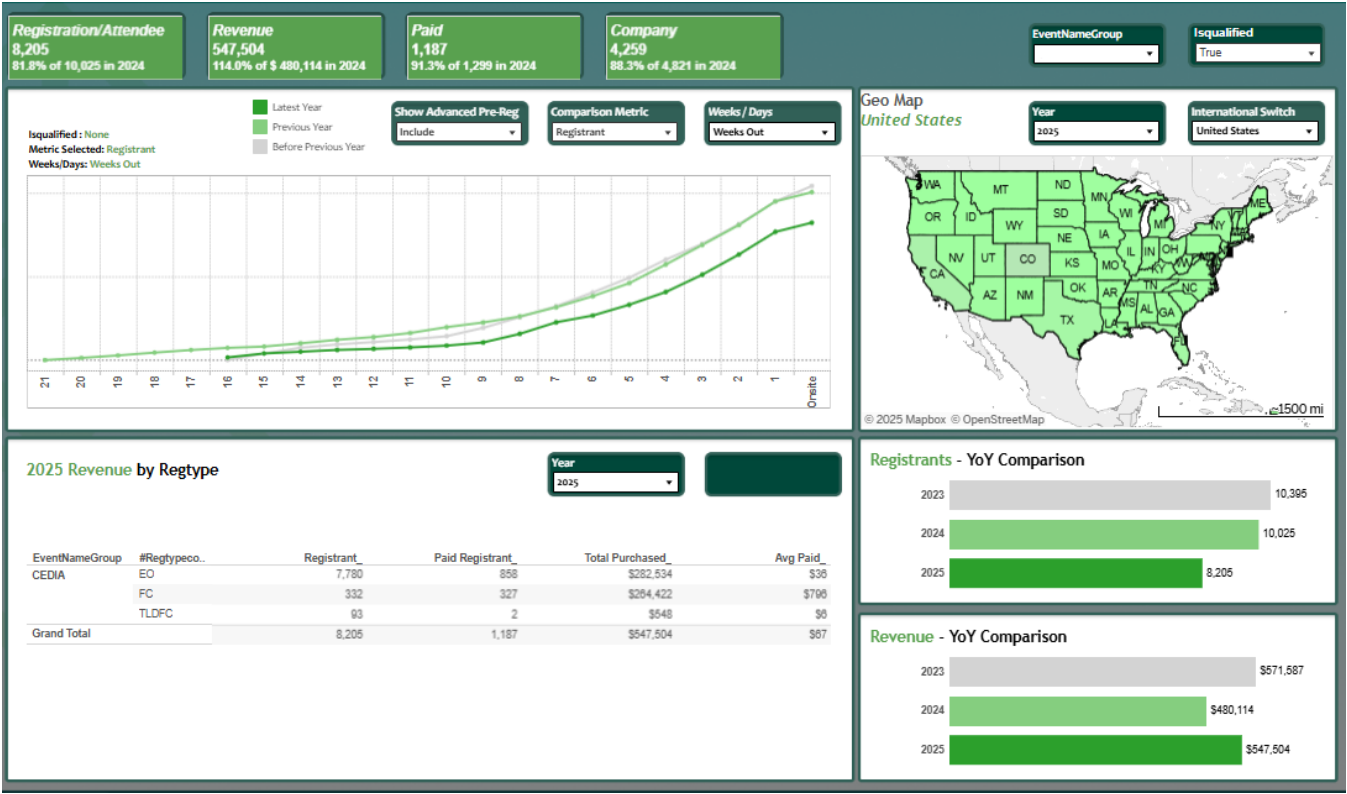 Registration/Attendee
8,205
81.8% of 10,025 in 2024
Revenue
547,504
114.0% of $ 480,114 in 2024
Paid
1,187
91.3% of 1,299 in 2024
Company
4,259
88.3% of 4,821 in 2024
EventNameGroup
Isqualified
True
Isqualified : None
Metric Selected: Registrant
Weeks/Days: Weeks Out
Latest Year
Previous Year
Before Previous Year
Show Advanced Pre-Reg
Include
Comparison Metric
Registrant
Weeks / Days
Weeks Out
21 20 19 18 17 16 15 14 13 12 11 10 9 8 7 6 5 4 3 2 1 Onsite
Geo Map
United States
Year
2025
International Switch
United States
WA MT ND MN
OR ID WY SD WI MI NY ME
NE IA
NV UT CO KS MO IL IN OH WV
CA KY
AZ NM OK AR TN NC
MS AL GA
TX LA
FL
1500 mi
© 2025 Mapbox © OpenStreetMap
2025 Revenue by Regtype
Year
2025
EventNameGroup #Regtypeco.. Registrant_ Paid Registrant_ Total Purchased_ Avg Paid_
CEDIA EO 7,780 858 $282,534 $36
FC 332 327 $264,422 $796
TLDFC 93 2 $548 $6
Grand Total 8,205 1,187 $547,504 $67
Registrants - YoY Comparison
2023 10,395
2024 10,025
2025 8,205
Revenue - YoY Comparison
2023 $571,587
2024 $480,114
2025 $547,504